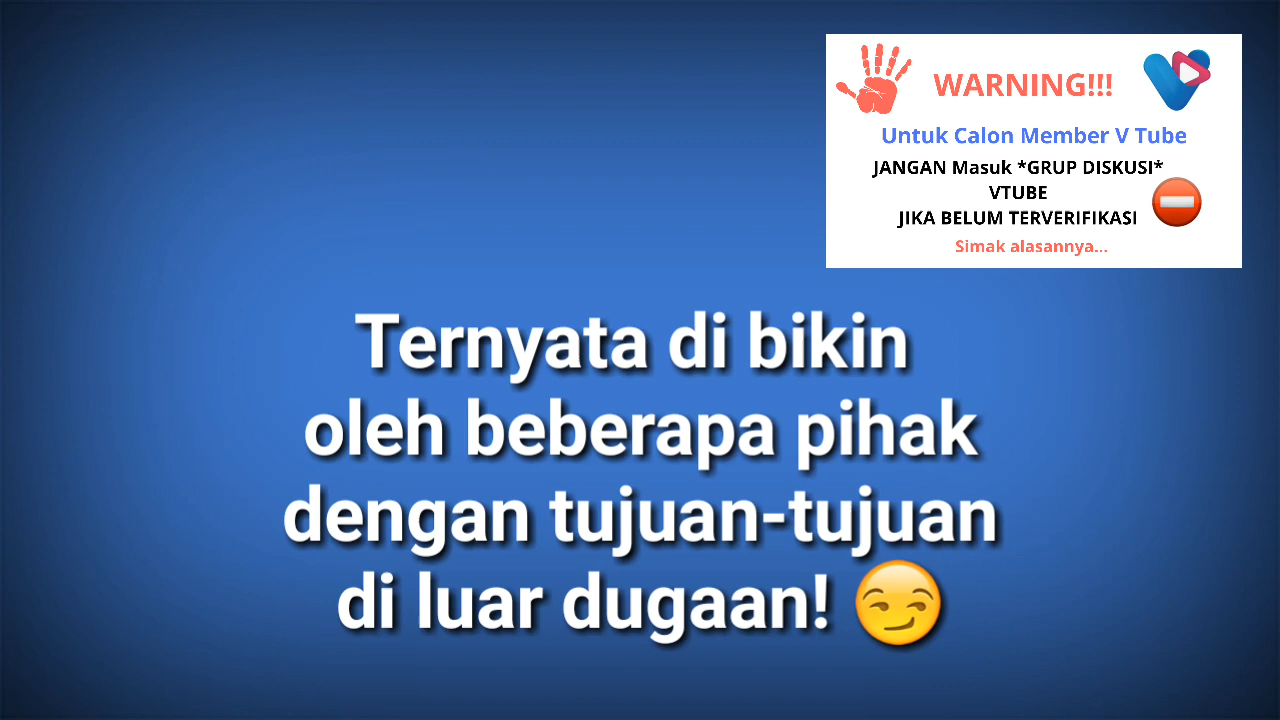 WARNING!!!
Untuk Calon Member V Tube
JANGAN Masuk *GRUP DISKUSI*
VTUBE
JIKA BELUM TERVERIFIKASI
Simak alasannya...
Ternyata di bikin
oleh beberapa pihak
dengan tujuan-tujuan
di luar dugaan! 😏